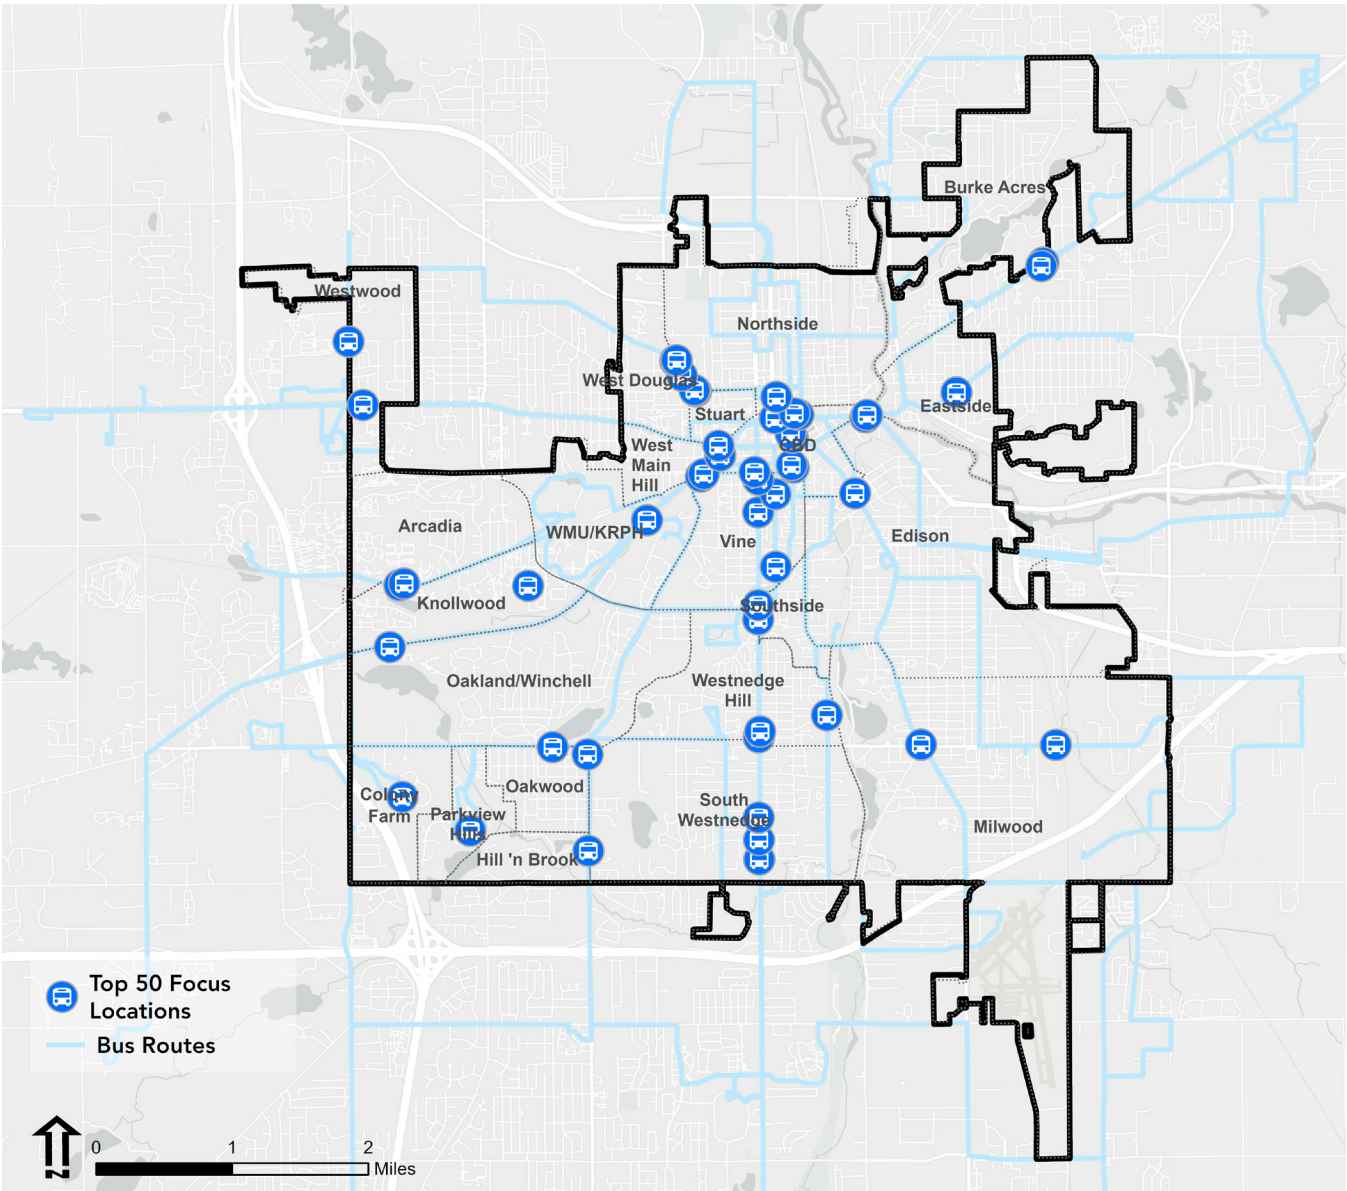 Burke Acres
Westwood
Northside
West Douglas
Eastside
Stuart
CBD
West
Main
Hill
Arcadia
WMU/KRPH
Vine
Edison
Knollwood
Southside
Oakland/Winchell
Westnedge
Hill
Oakwood
Colony
Farm
Parkview
Hills
South
Westnedge
Milwood
Hill 'n Brook
Top 50 Focus
Locations
Bus Routes
N
0 1 2
Miles